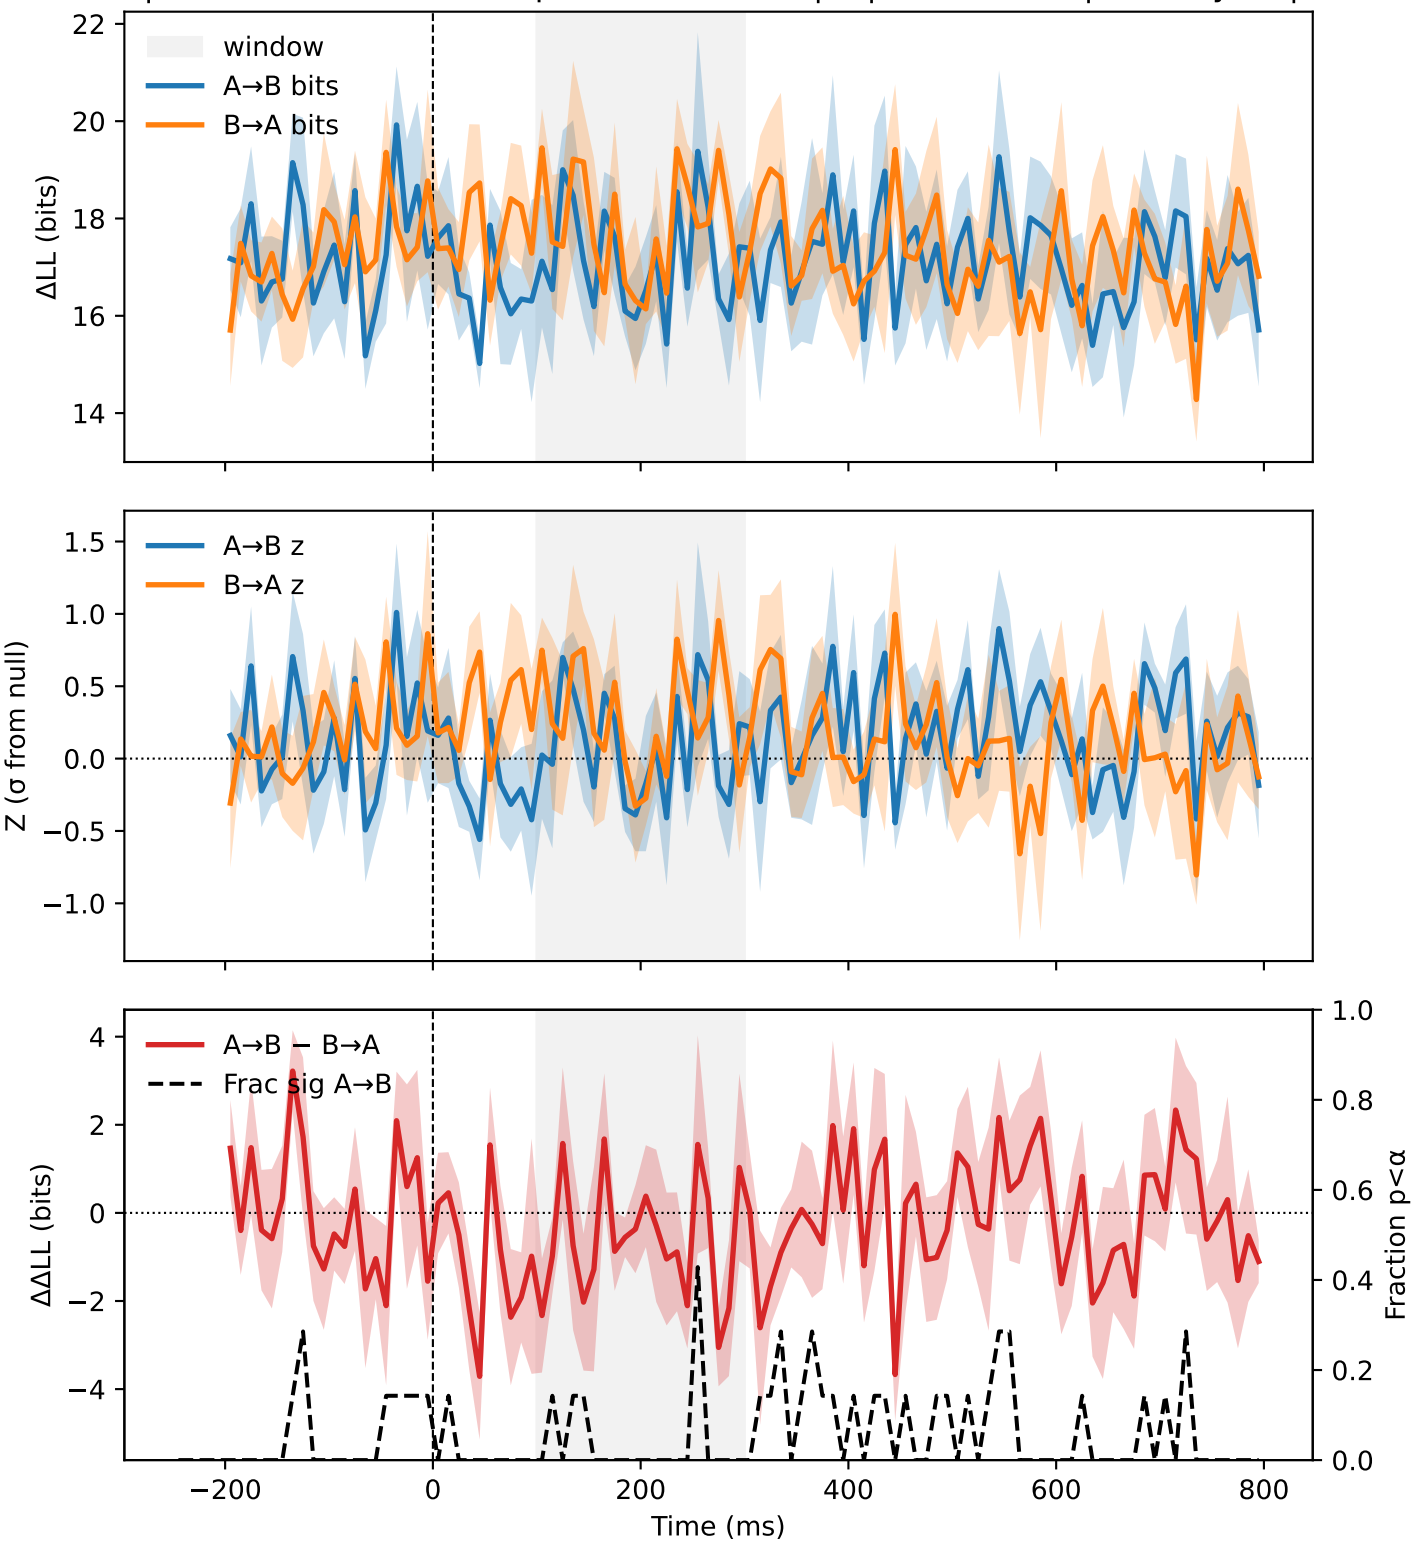 22
20
18
16
14
ΔLL (bits)
window
A→B bits
B→A bits
1.5
1.0
0.5
0.0
−0.5
−1.0
Z (σ from null)
A→B z
B→A z
4
2
0
−2
−4
ΔΔLL (bits)
A→B − B→A
Frac sig A→B
1.0
0.8
0.6
0.4
0.2
0.0
Fraction p<α
−200 0 200 400 600 800
Time (ms)